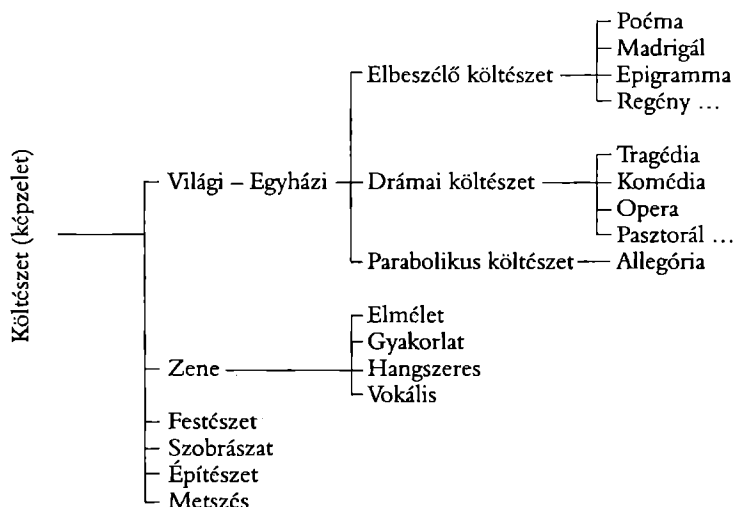 Költészet (képzelet)
Világi – Egyházi
Elbeszélő költészet
Poéma
Madrigál
Epigramma
Regény ...
Drámai költészet
Tragédia
Komédia
Opera
Pasztorál ...
Parabolikus költészet
Allegória
Zene
Elmélet
Gyakorlat
Hangszeres
Vokális
Festészet
Szobrászat
Építészet
Metszés